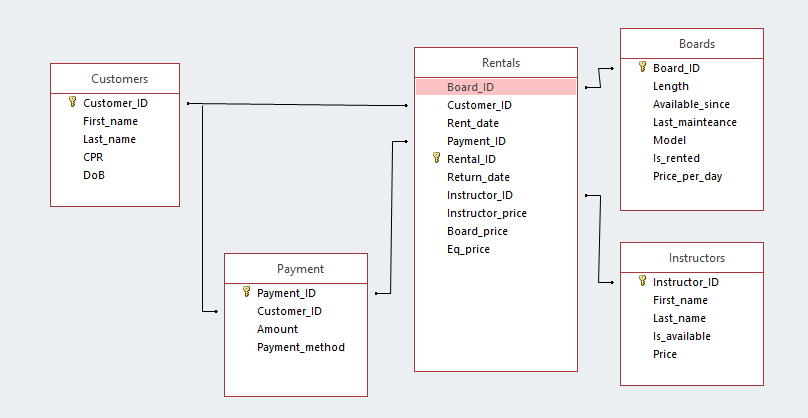 Customers
Customer_ID
First_name
Last_name
CPR
DoB
Payment
Payment_ID
Customer_ID
Amount
Payment_method
Rentals
Board_ID
Customer_ID
Rent_date
Payment_ID
Rental_ID
Return_date
Instructor_ID
Instructor_price
Board_price
Eq_price
Boards
Board_ID
Length
Available_since
Last_mainteance
Model
Is_rented
Price_per_day
Instructors
Instructor_ID
First_name
Last_name
Is_available
Price